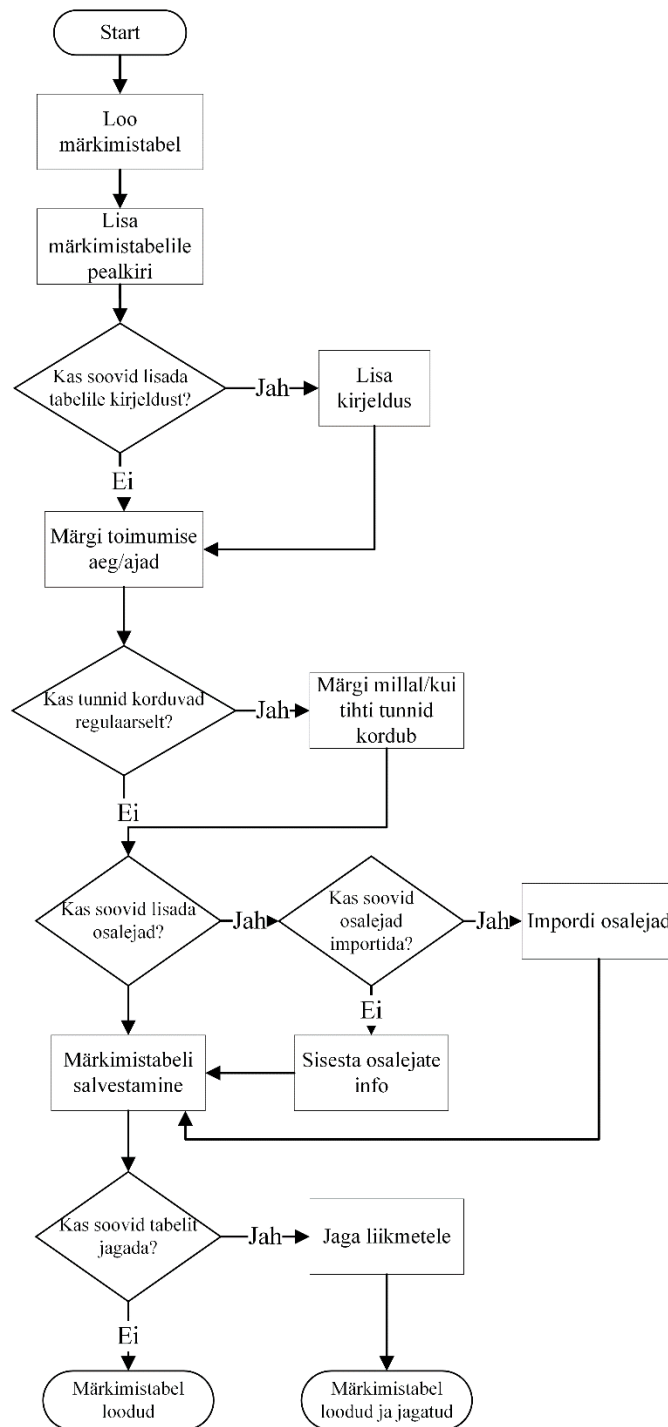 Start
Loo
märkimistabel
Lisa
märkimistabelile
pealkiri
Kas soovid lisada
tabelile kirjeldust?
Jah
Lisa
kirjeldus
Ei
Märgi toimumise
aeg/ajad
Kas tunnid korduvad
regulaarselt?
Jah
Märgi millal/kui
tihti tunnid
kordub
Ei
Kas soovid lisada
osalejad?
Jah
Kas soovid
osalejad
importida?
Jah
Impordi osalejad
Ei
Märkimistabeli
salvestamine
Sisesta osalejate
info
Kas soovid tabelit
jagada?
Jah
Jaga liikmetele
Ei
Märkimistabel
loodud
Märkimistabel
loodud ja jagatud